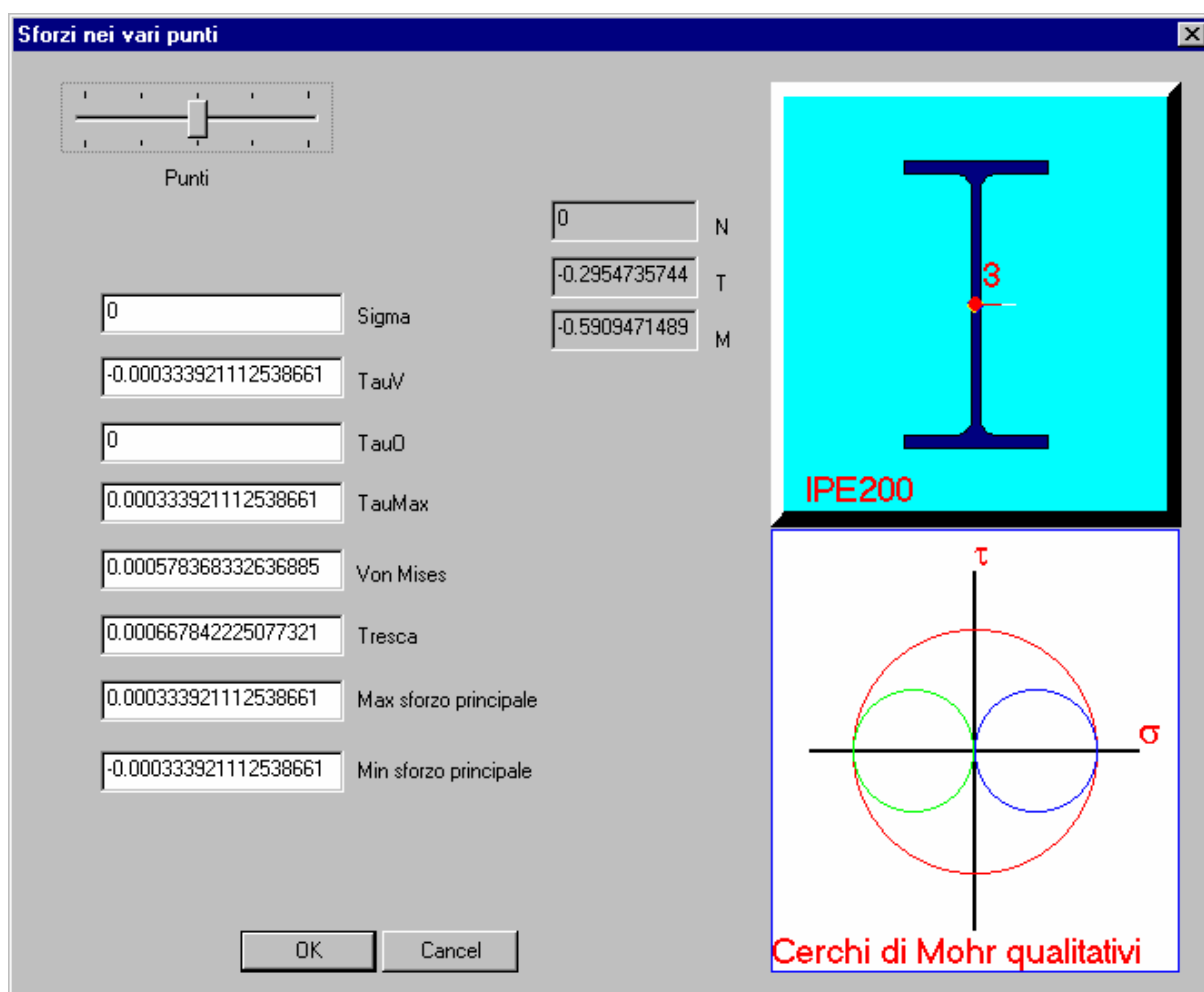 Sforzi nei vari punti
Punti
0
N
-0.2954735744
T
-0.5909471489
M
0
Sigma
-0.000333921112538661
TauV
0
TauO
0.000333921112538661
TauMax
0.000578368332636885
Von Mises
0.000667842225077321
Tresca
0.000333921112538661
Max sforzo principale
-0.000333921112538661
Min sforzo principale
OK
Cancel
3
IPE200
τ
σ
Cerchi di Mohr qualitativi